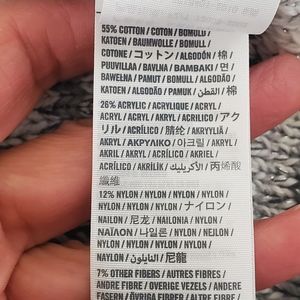 55% COTTON / COTON / BOMULD /
KATOEN / BAUMWOLLE / BOMULL /
COTONE / コットン / ALGODÓN / 棉 /
PUUVILLAA / BAVLNA / ΒΑΜΒΑΚΙ / 면 /
BAWEŁNA / PAMUT / BOMULL / ALGODÃO /
KATOEN / ALGODÃO / PAMUK / القطن / 棉
26% ACRYLIC / ACRYLIQUE / ACRYL /
ACRYL / ACRYL / AKRYL / ACRILICO / アク
リル / ACRÍLICO / 腈纶 / AKRYYLIÄ /
AKRYL / ΑΚΡΥΛΙΚΟ / 아크릴 / AKRYL /
AKRIL / AKRYL / ACRÍLICO / ACRYL /
ACRÍLICO / AKRİLİK / الأكريليك / 丙烯酸
纖維
12% NYLON / NYLON / NYLON / NYLON /
NYLON / NYLON / NYLON / ナイロン /
NAILON / 尼龙 / NAILONIA / NYLON /
ΝΑΪΛΟΝ / 나일론 / NYLON / NEJLON /
NYLON / NYLON / NYLON / NYLON /
NAYLON / النايلون / 尼龍
7% OTHER FIBERS / AUTRES FIBRES /
ANDRE FIBRE / OVERIGE VEZELS / ANDERE
FASERN / ÖVRIGA FIBRER / ALTRE FIBRE /